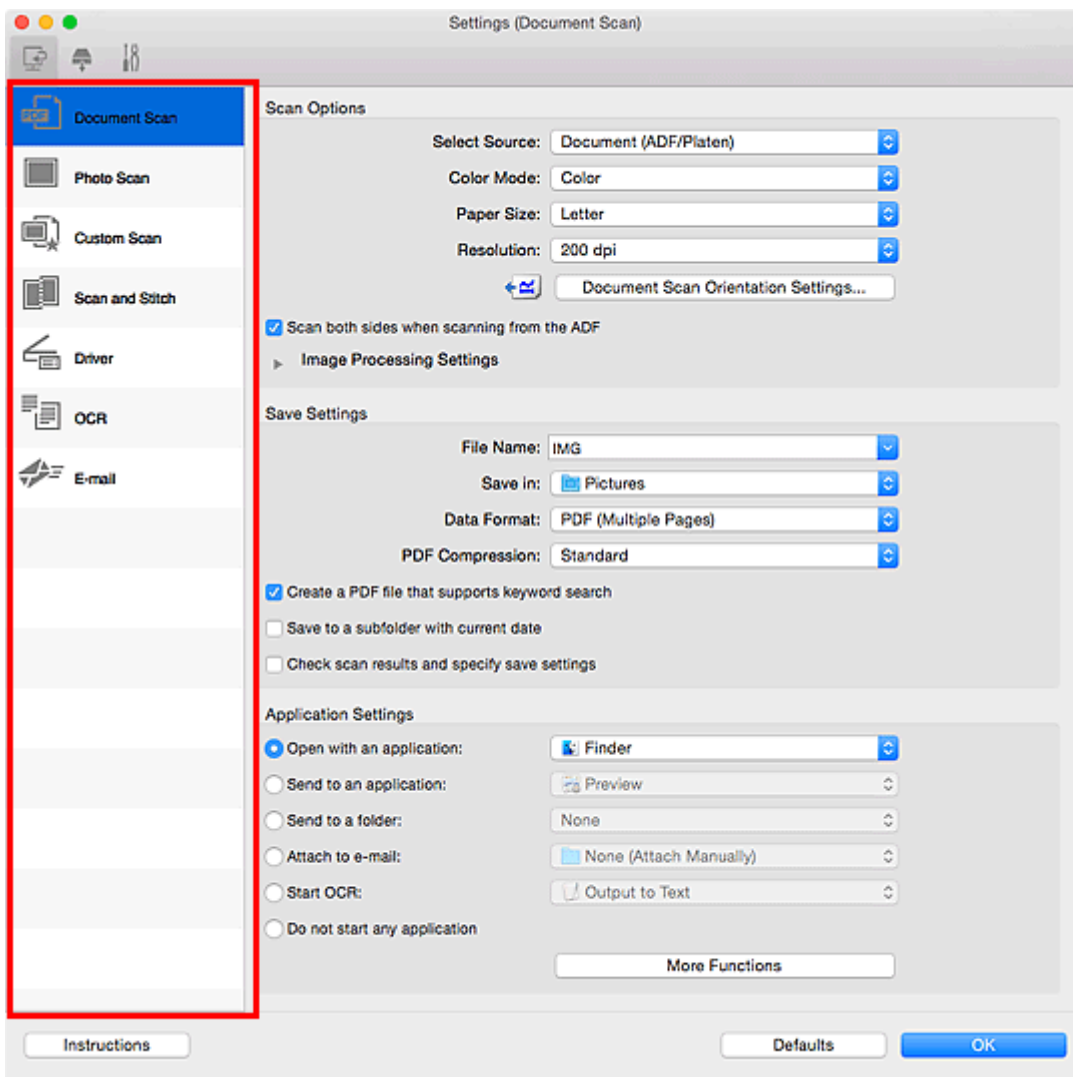 Settings (Document Scan)
PDF
Document Scan
Photo Scan
Custom Scan
Scan and Stitch
Driver
OCR
E-mail
Scan Options
Select Source: Document (ADF/Platen)
Color Mode: Color
Paper Size: Letter
Resolution: 200 dpi
R Document Scan Orientation Settings...
Scan both sides when scanning from the ADF
Image Processing Settings
Save Settings
File Name: IMG
Save in: Pictures
Data Format: PDF (Multiple Pages)
PDF Compression: Standard
Create a PDF file that supports keyword search
Save to a subfolder with current date
Check scan results and specify save settings
Application Settings
Open with an application: Finder
Send to an application: Preview
Send to a folder: None
Attach to e-mail: None (Attach Manually)
Start OCR: Output to Text
Do not start any application
More Functions
Instructions
Defaults
OK